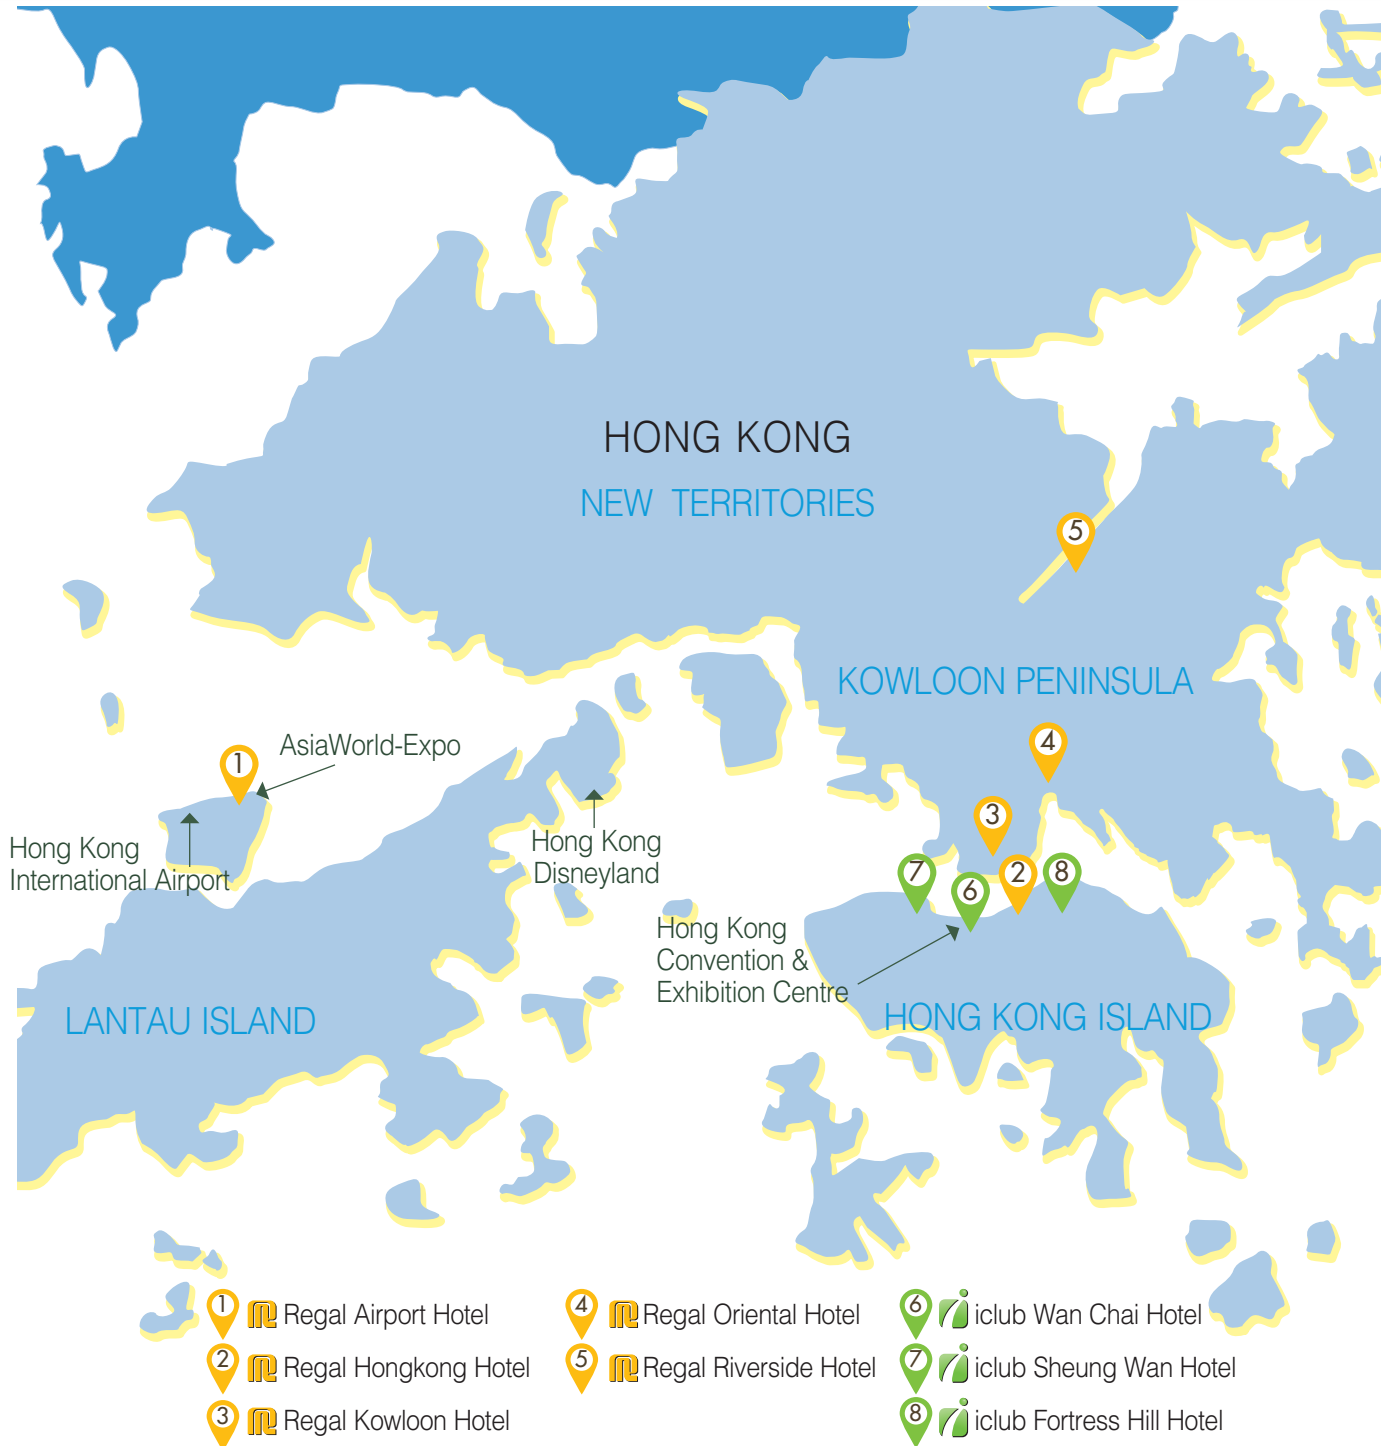 HONG KONG
NEW TERRITORIES
5
KOWLOON PENINSULA
4
1
AsiaWorld-Expo
3
Hong Kong
International Airport
Hong Kong
Disneyland
7
6
2
8
Hong Kong
Convention &
Exhibition Centre
LANTAU ISLAND
HONG KONG ISLAND
1 Regal Airport Hotel
2 Regal Hongkong Hotel
3 Regal Kowloon Hotel
4 Regal Oriental Hotel
5 Regal Riverside Hotel
6 iclub Wan Chai Hotel
7 iclub Sheung Wan Hotel
8 iclub Fortress Hill Hotel